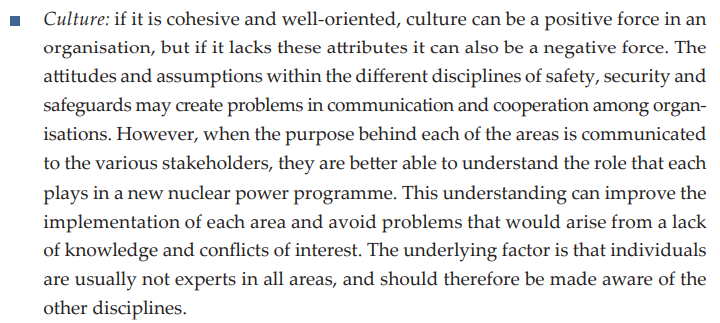 Culture: if it is cohesive and well-oriented, culture can be a positive force in an
organisation, but if it lacks these attributes it can also be a negative force. The
attitudes and assumptions within the different disciplines of safety, security and
safeguards may create problems in communication and cooperation among organ-
isations. However, when the purpose behind each of the areas is communicated
to the various stakeholders, they are better able to understand the role that each
plays in a new nuclear power programme. This understanding can improve the
implementation of each area and avoid problems that would arise from a lack
of knowledge and conflicts of interest. The underlying factor is that individuals
are usually not experts in all areas, and should therefore be made aware of the
other disciplines.